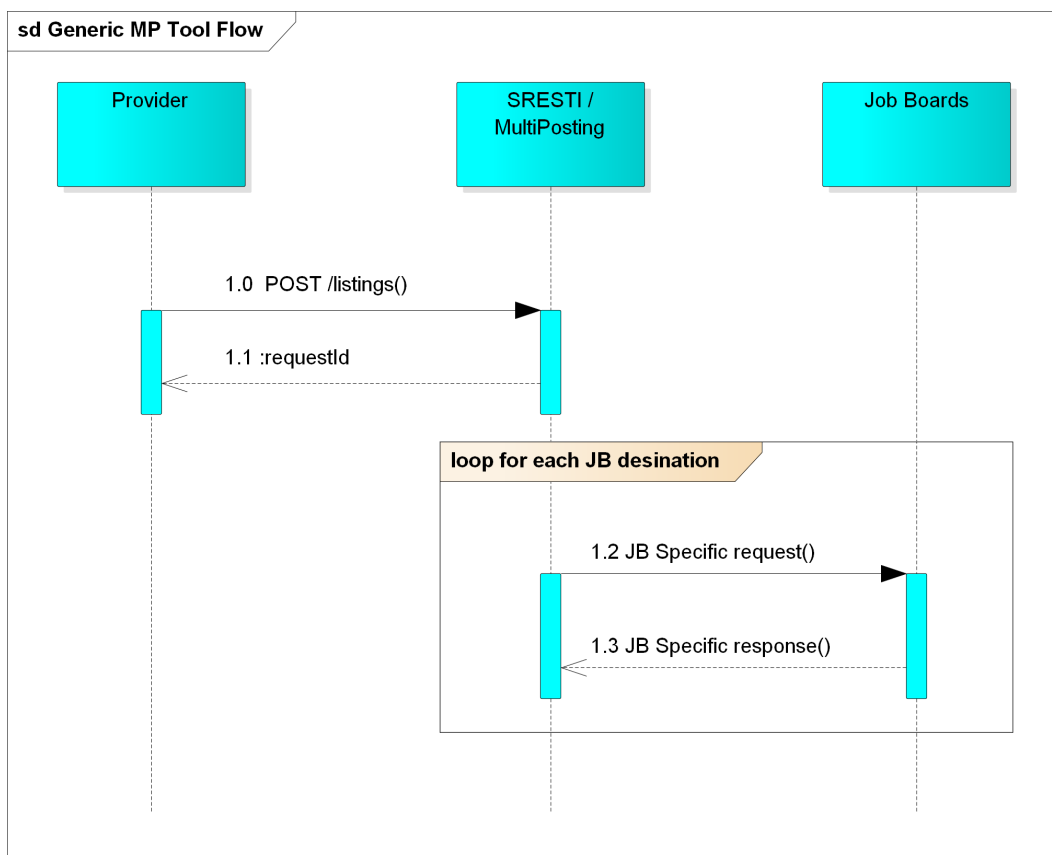 sd Generic MP Tool Flow
Provider
SRESTI /
MultiPosting
Job Boards
1.0 POST /listings()
1.1 :requestId
loop for each JB desination
1.2 JB Specific request()
1.3 JB Specific response()